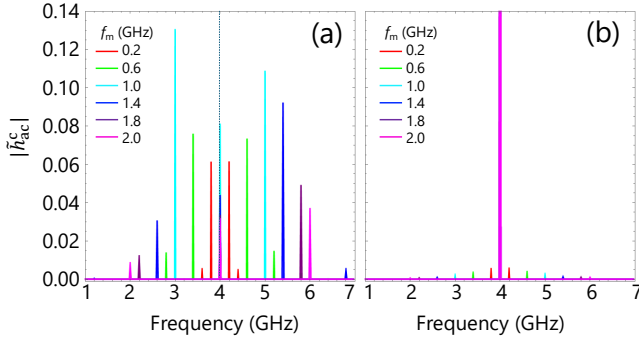 0.14
0.12
0.10
0.08
0.06
0.04
0.02
0.00
|h̃ᶜ_ac|
f_m (GHz)
0.2
0.6
1.0
1.4
1.8
2.0
(a)
1 2 3 4 5 6 7
Frequency (GHz)
f_m (GHz)
0.2
0.6
1.0
1.4
1.8
2.0
(b)
1 2 3 4 5 6 7
Frequency (GHz)